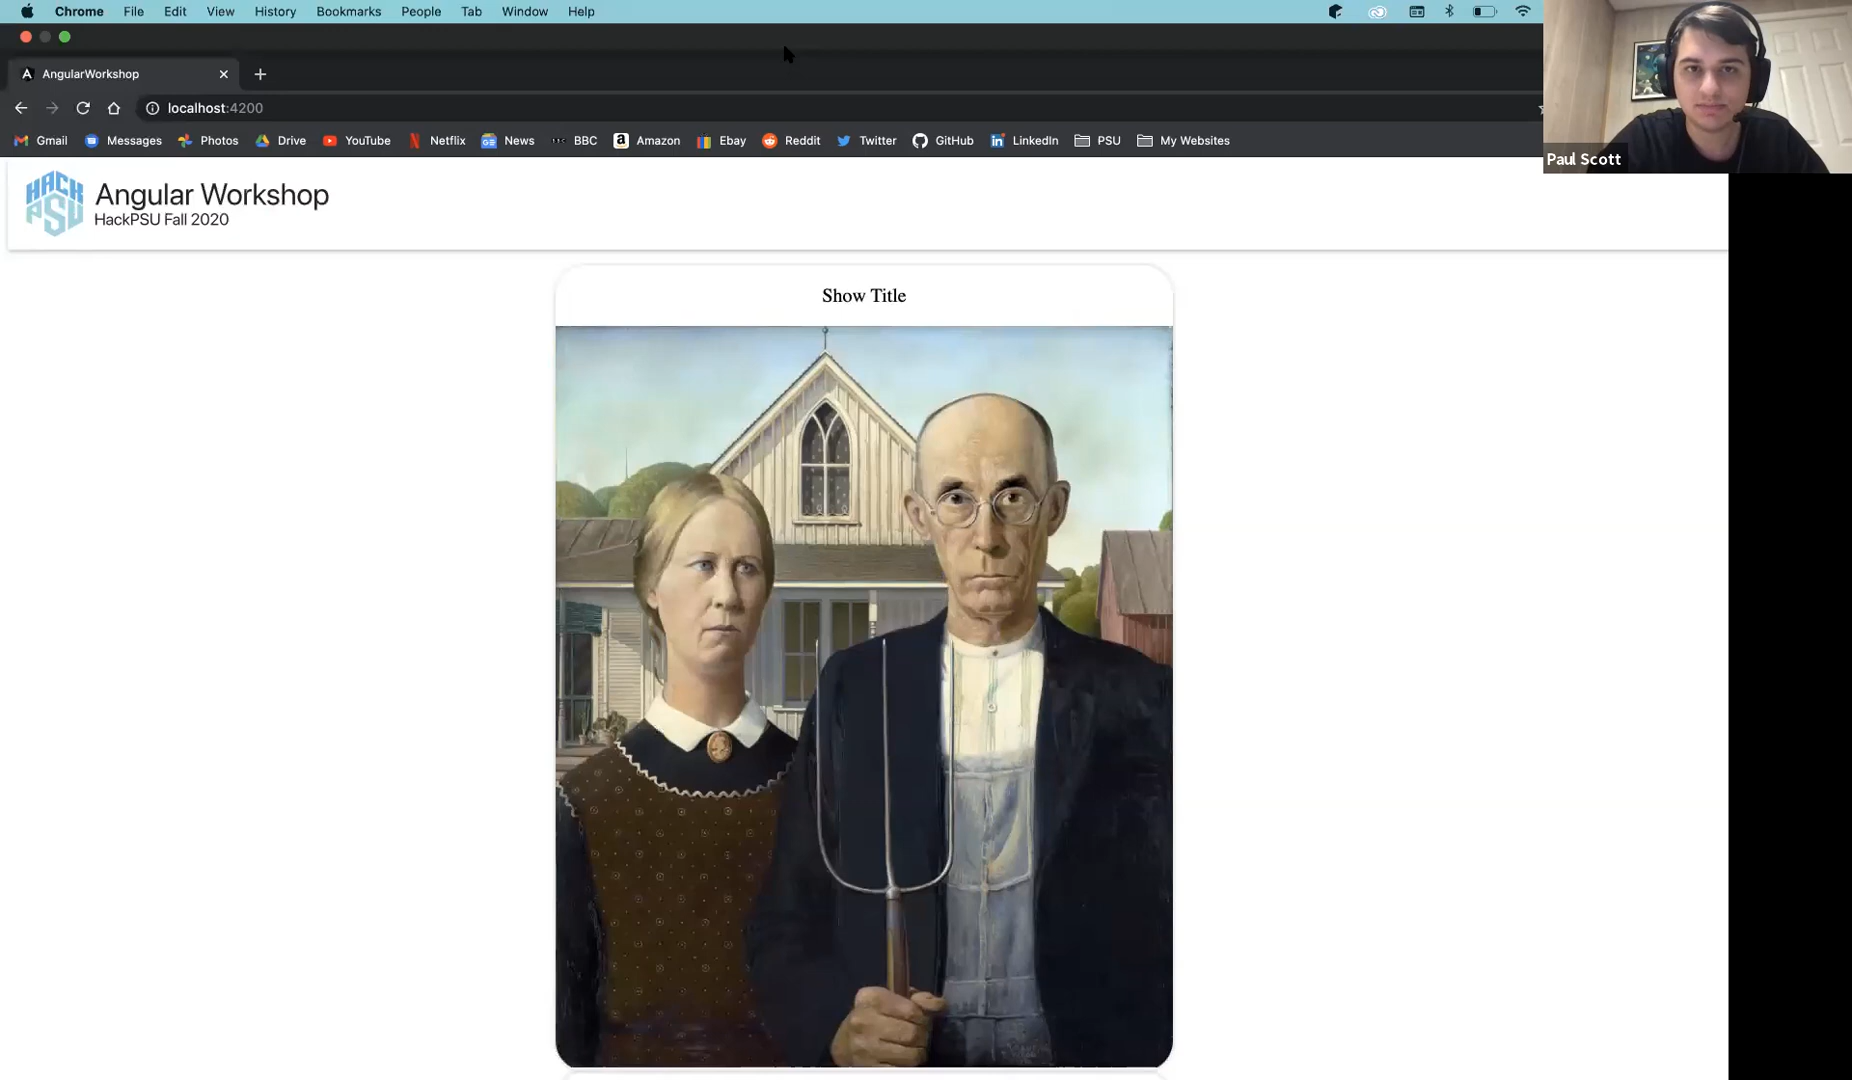 Chrome File Edit View History Bookmarks People Tab Window Help
AngularWorkshop
localhost:4200
Gmail Messages Photos Drive YouTube Netflix News BBC Amazon Ebay Reddit Twitter GitHub LinkedIn PSU My Websites
Paul Scott
HACK
PSU
Angular Workshop
HackPSU Fall 2020
Show Title